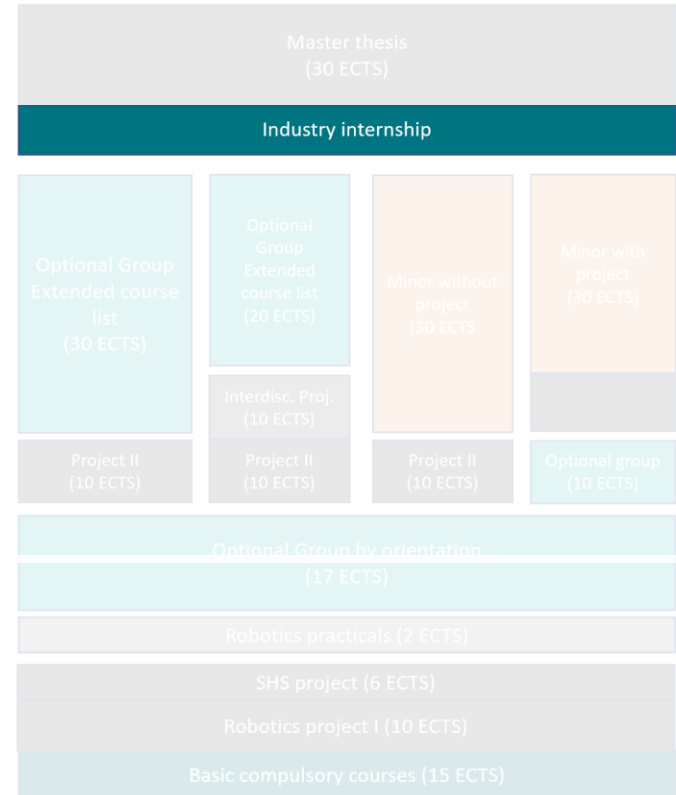 Master thesis
(30 ECTS)
Industry internship
Optional Group
Extended course
list
(30 ECTS)
Optional
Group
Extended
course list
(20 ECTS)
Interdisc. Proj.
(10 ECTS)
Minor without
project
(30 ECTS
Minor with
project
(30 ECTS)
Project II
(10 ECTS)
Project II
(10 ECTS)
Project II
(10 ECTS)
Optional group
(10 ECTS)
Optional Group by orientation
(17 ECTS)
Robotics practicals (2 ECTS)
SHS project (6 ECTS)
Robotics project I (10 ECTS)
Basic compulsory courses (15 ECTS)